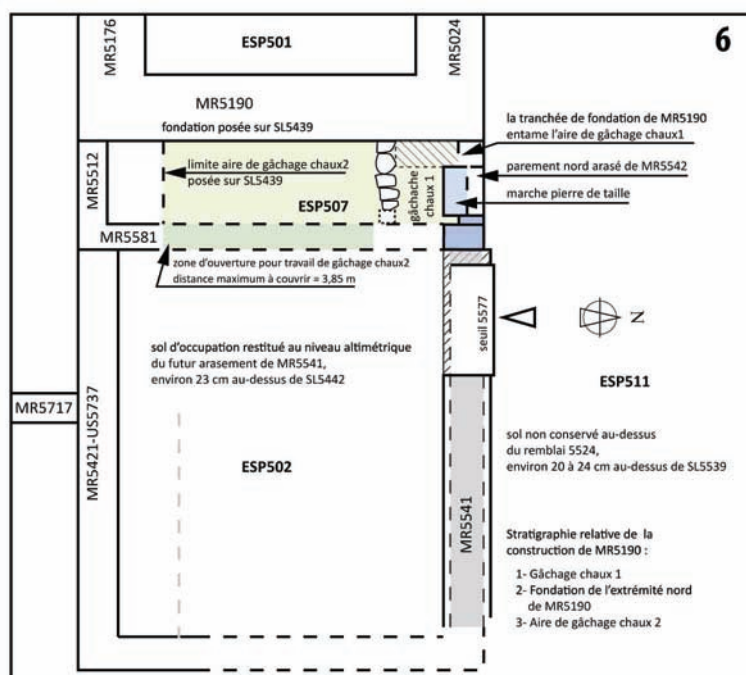 6
MR5176
ESP501
MR5024
MR5190
fondation posée sur SL5439
la tranchée de fondation de MR5190
entame l'aire de gâchage chaux1
MR5512
limite aire de gâchage chaux2
posée sur SL5439
gâchache
chaux 1
parement nord arasé de MR5542
marche pierre de taille
ESP507
MR5581
zone d'ouverture pour travail de gâchage chaux2
distance maximum à couvrir = 3,85 m
seuil 5577
N
sol d'occupation restitué au niveau altimétrique
du futur arasement de MR5541,
environ 23 cm au-dessus de SL5442
ESP511
MR5717
MR5421-US5737
ESP502
MR5541
sol non conservé au-dessus
du remblai 5524,
environ 20 à 24 cm au-dessus de SL5539
Stratigraphie relative de la
construction de MR5190 :
1- Gâchage chaux 1
2- Fondation de l'extrémité nord
de MR5190
3- Aire de gâchage chaux 2